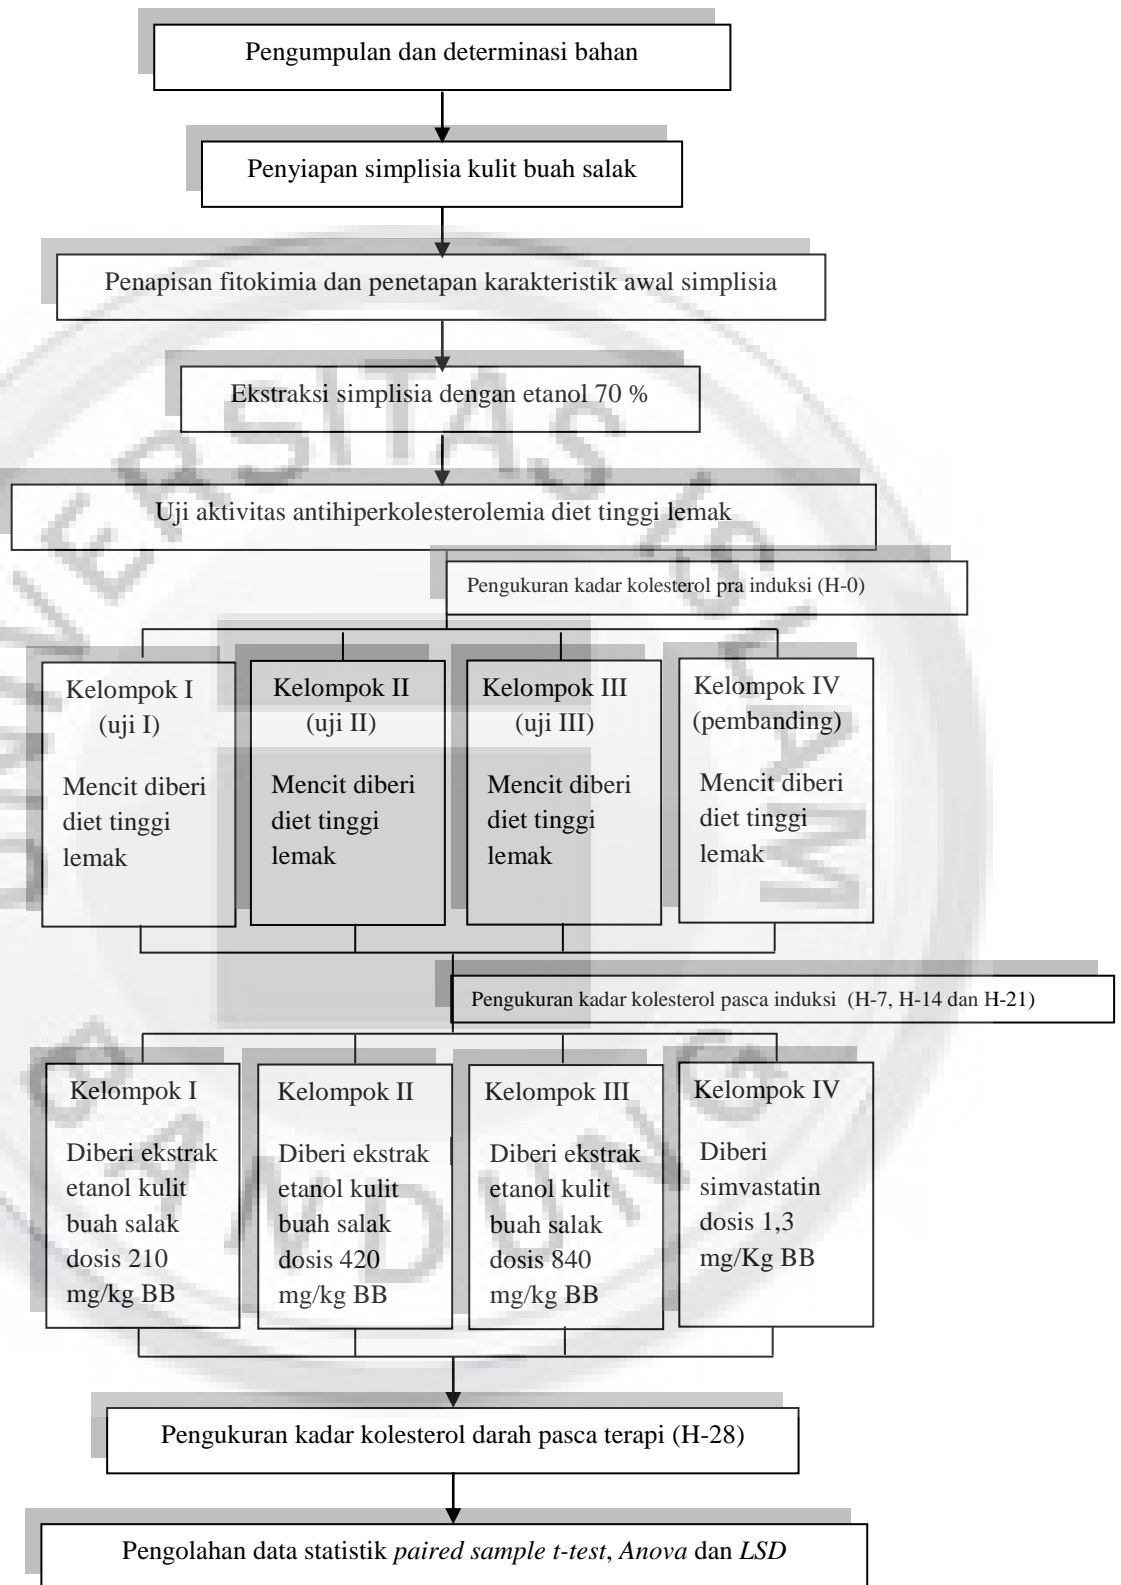 Pengumpulan dan determinasi bahan
Penyiapan simplisia kulit buah salak
Penapisan fitokimia dan penetapan karakteristik awal simplisia
Ekstraksi simplisia dengan etanol 70 %
Uji aktivitas antihiperkolesterolemia diet tinggi lemak
Pengukuran kadar kolesterol pra induksi (H-0)
Kelompok I
(uji I)
Mencit diberi
diet tinggi
lemak
Kelompok II
(uji II)
Mencit diberi
diet tinggi
lemak
Kelompok III
(uji III)
Mencit diberi
diet tinggi
lemak
Kelompok IV
(pembanding)
Mencit diberi
diet tinggi
lemak
Pengukuran kadar kolesterol pasca induksi (H-7, H-14 dan H-21)
Kelompok I
Diberi ekstrak
etanol kulit
buah salak
dosis 210
mg/kg BB
Kelompok II
Diberi ekstrak
etanol kulit
buah salak
dosis 420
mg/kg BB
Kelompok III
Diberi ekstrak
etanol kulit
buah salak
dosis 840
mg/kg BB
Kelompok IV
Diberi
simvastatin
dosis 1,3
mg/Kg BB
Pengukuran kadar kolesterol darah pasca terapi (H-28)
Pengolahan data statistik paired sample t-test, Anova dan LSD
UNIVERSITAS ISLAM
BANDUNG